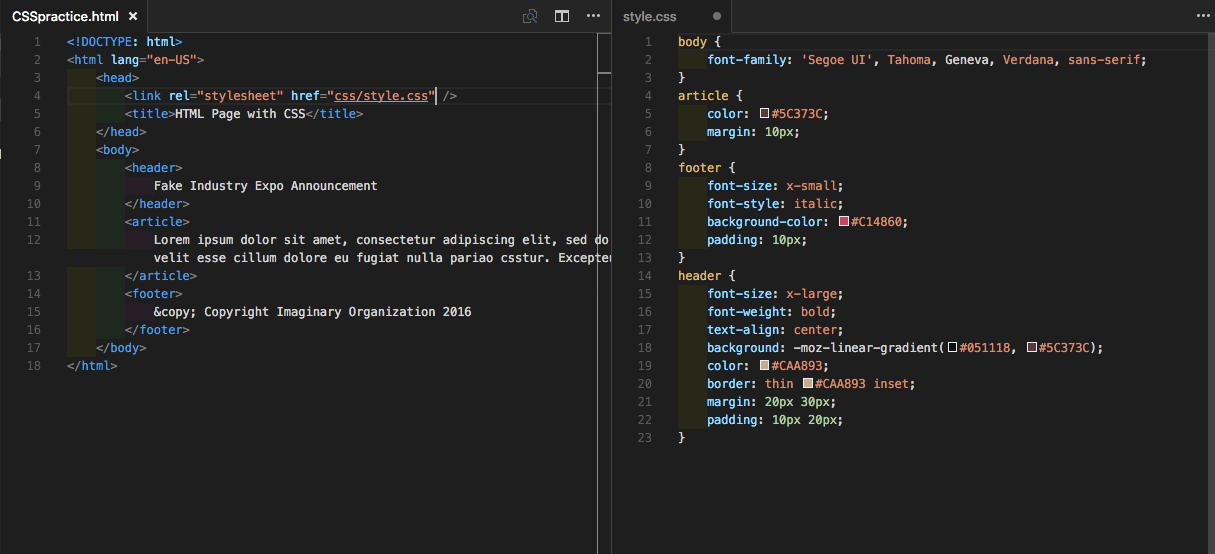 CSSpractice.html ×
1 <!DOCTYPE: html>
2 <html lang="en-US">
3 <head>
4 <link rel="stylesheet" href="css/style.css" />
5 <title>HTML Page with CSS</title>
6 </head>
7 <body>
8 <header>
9 Fake Industry Expo Announcement
10 </header>
11 <article>
12 Lorem ipsum dolor sit amet, consectetur adipiscing elit, sed do
velit esse cillum dolore eu fugiat nulla pariao csstur. Excepte
13 </article>
14 <footer>
15 &copy; Copyright Imaginary Organization 2016
16 </footer>
17 </body>
18 </html>
style.css
1 body {
2 font-family: 'Segoe UI', Tahoma, Geneva, Verdana, sans-serif;
3 }
4 article {
5 color: #5C373C;
6 margin: 10px;
7 }
8 footer {
9 font-size: x-small;
10 font-style: italic;
11 background-color: #C14860;
12 padding: 10px;
13 }
14 header {
15 font-size: x-large;
16 font-weight: bold;
17 text-align: center;
18 background: -moz-linear-gradient(#051118, #5C373C);
19 color: #CAA893;
20 border: thin #CAA893 inset;
21 margin: 20px 30px;
22 padding: 10px 20px;
23 }